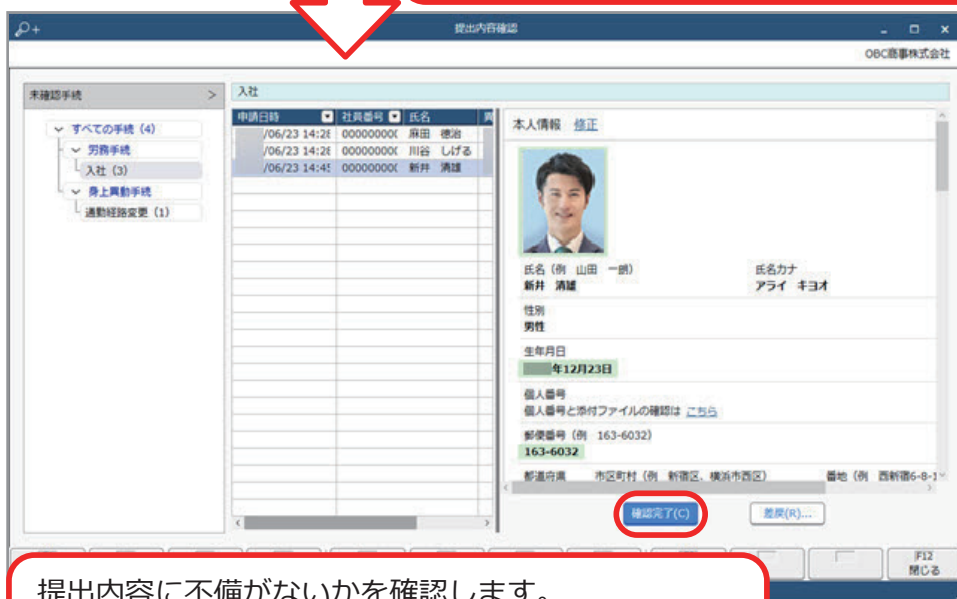 提出内容確認
OBC商事株式会社
未確認手続 >
すべての手続 (4)
労務手続
入社 (3)
身上異動手続
通勤経路変更 (1)
入社
申請日時 社員番号 氏名
/06/23 14:28 00000000( 麻田 徳治
/06/23 14:28 00000000( 川谷 しげる
/06/23 14:45 00000000( 新井 清雄
本人情報 修正
氏名 (例 山田 一朗) 氏名カナ
新井 清雄 アライ キヨオ
性別
男性
生年月日
年12月23日
個人番号
個人番号と添付ファイルの確認は こちら
郵便番号 (例 163-6032)
163-6032
都道府県 市区町村 (例 新宿区、横浜市西区) 番地 (例 西新宿6-8-1
確認完了(C) 差戻(R)...
F12
閉じる
提出内容に不備がないかを確認します。